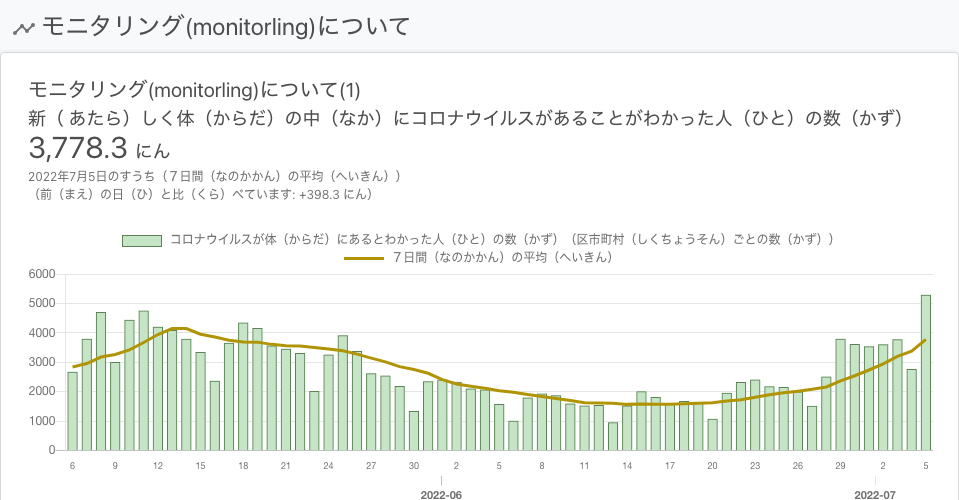 モニタリング(monitorling)について
モニタリング(monitorling)について(1)
新（ あたら）しく体（からだ）の中（なか）にコロナウイルスがあることがわかった人（ひと）の数（かず）
3,778.3 にん
2022年7月5日のすうち（７日間（なのかかん）の平均（へいきん））
（前（まえ）の日（ひ）と比（くら）べています: +398.3 にん）
コロナウイルスが体（からだ）にあるとわかった人（ひと）の数（かず）（区市町村（しくちょうそん）ごとの数（かず））
７日間（なのかかん）の平均（へいきん）
6000
5000
4000
3000
2000
1000
0
6 9 12 15 18 21 24 27 30 2 5 8 11 14 17 20 23 26 29 2 5
2022-06 2022-07